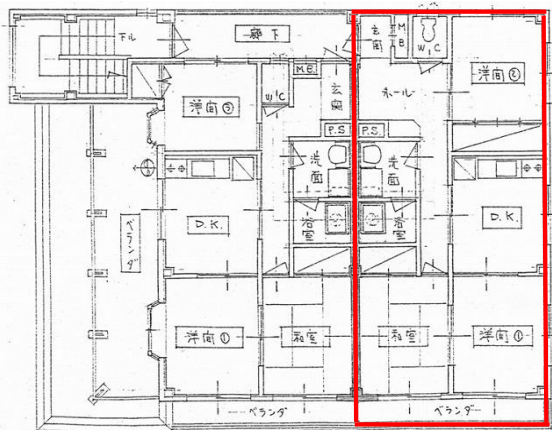 下ル
廊下
玄関
M.B
W.C
洋間②
洋間③
W.C
M.B.
玄関
ホール
P.S
P.S.
洗面
洗面
D.K.
D.K.
浴室
浴室
ベランダ
洋間①
和室
和室
洋間①
ベランダ
ベランダ